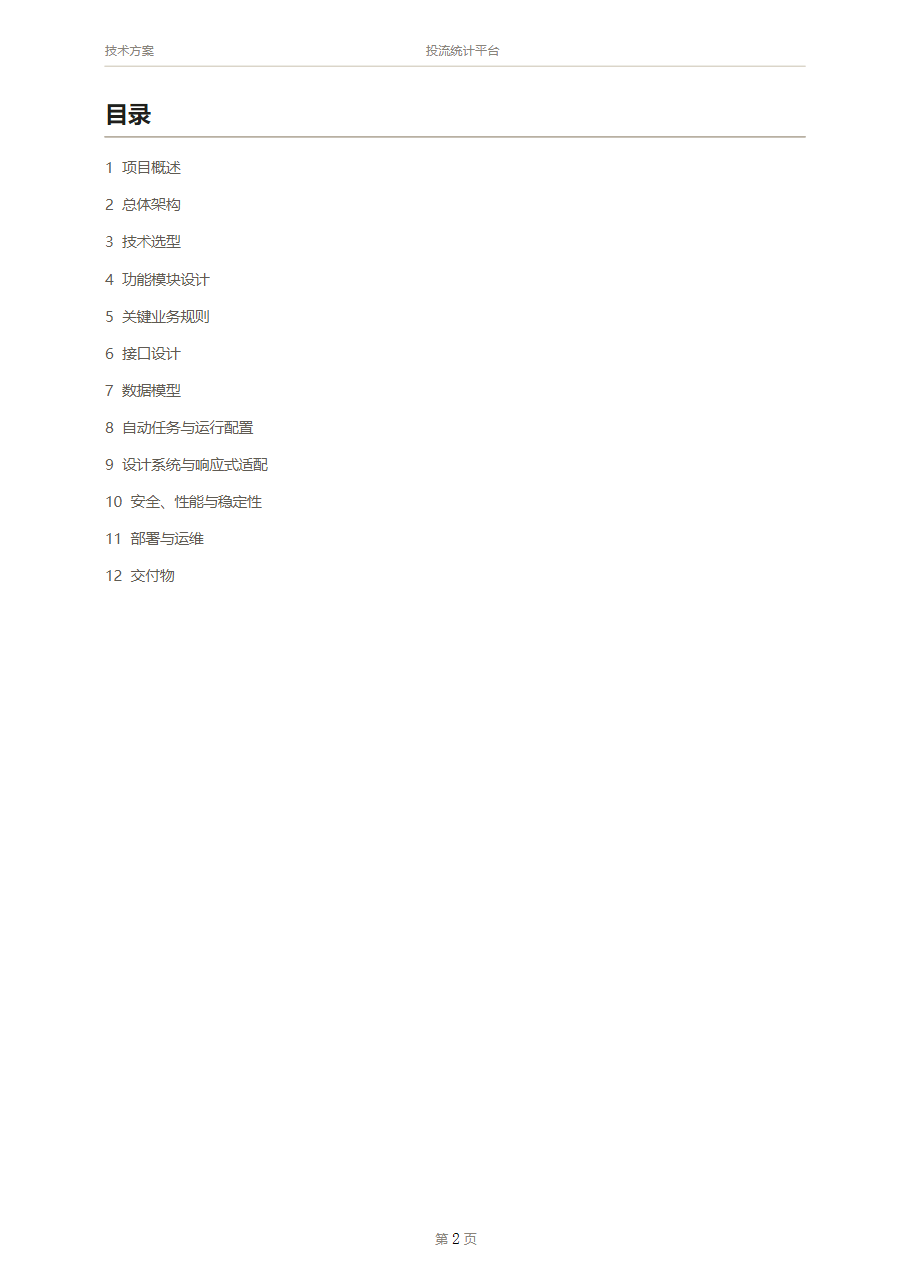 技术方案 投流统计平台
目录
1 项目概述
2 总体架构
3 技术选型
4 功能模块设计
5 关键业务规则
6 接口设计
7 数据模型
8 自动任务与运行配置
9 设计系统与响应式适配
10 安全、性能与稳定性
11 部署与运维
12 交付物
第 2 页